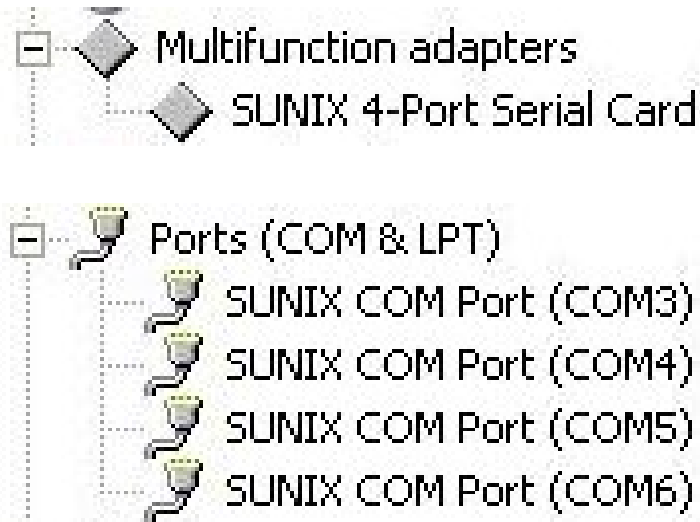 Multifunction adapters
SUNIX 4-Port Serial Card
Ports (COM & LPT)
SUNIX COM Port (COM3)
SUNIX COM Port (COM4)
SUNIX COM Port (COM5)
SUNIX COM Port (COM6)